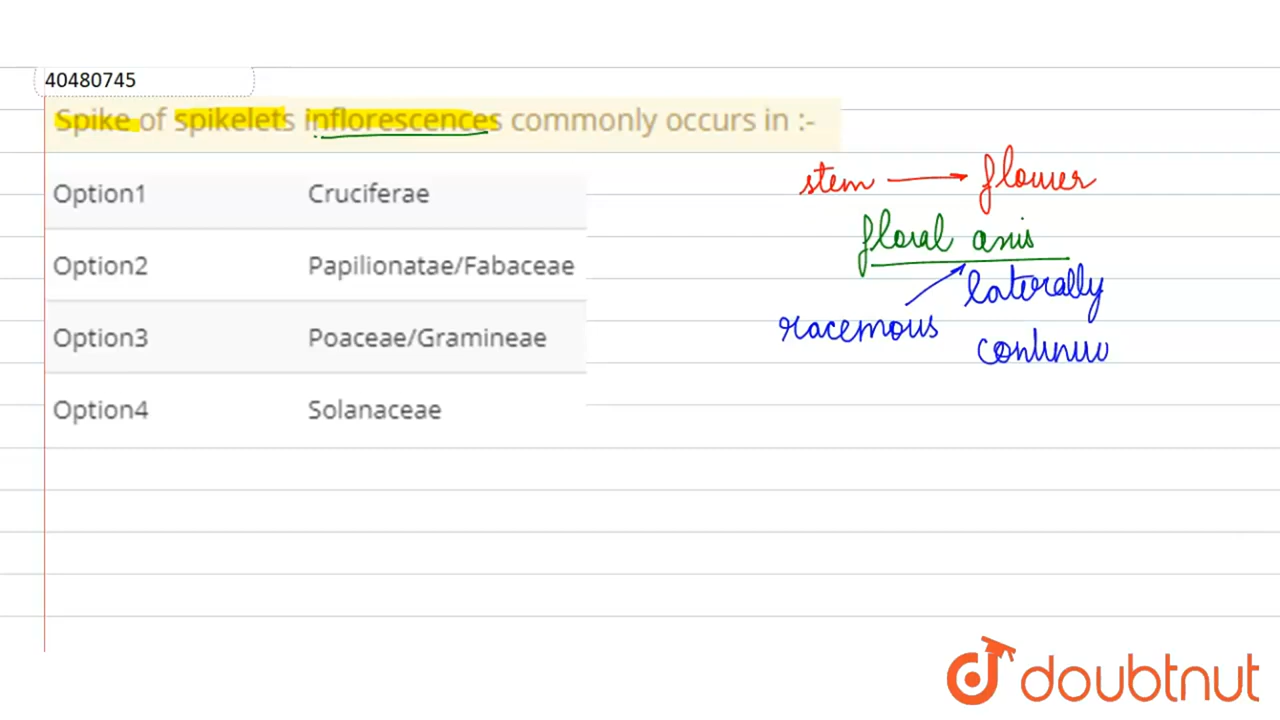 40480745
Spike of spikelets inflorescences commonly occurs in :-
Option1 Cruciferae
Option2 Papilionatae/Fabaceae
Option3 Poaceae/Gramineae
Option4 Solanaceae
stem → flower
floral axis
laterally
racemous
continuo
doubtnut